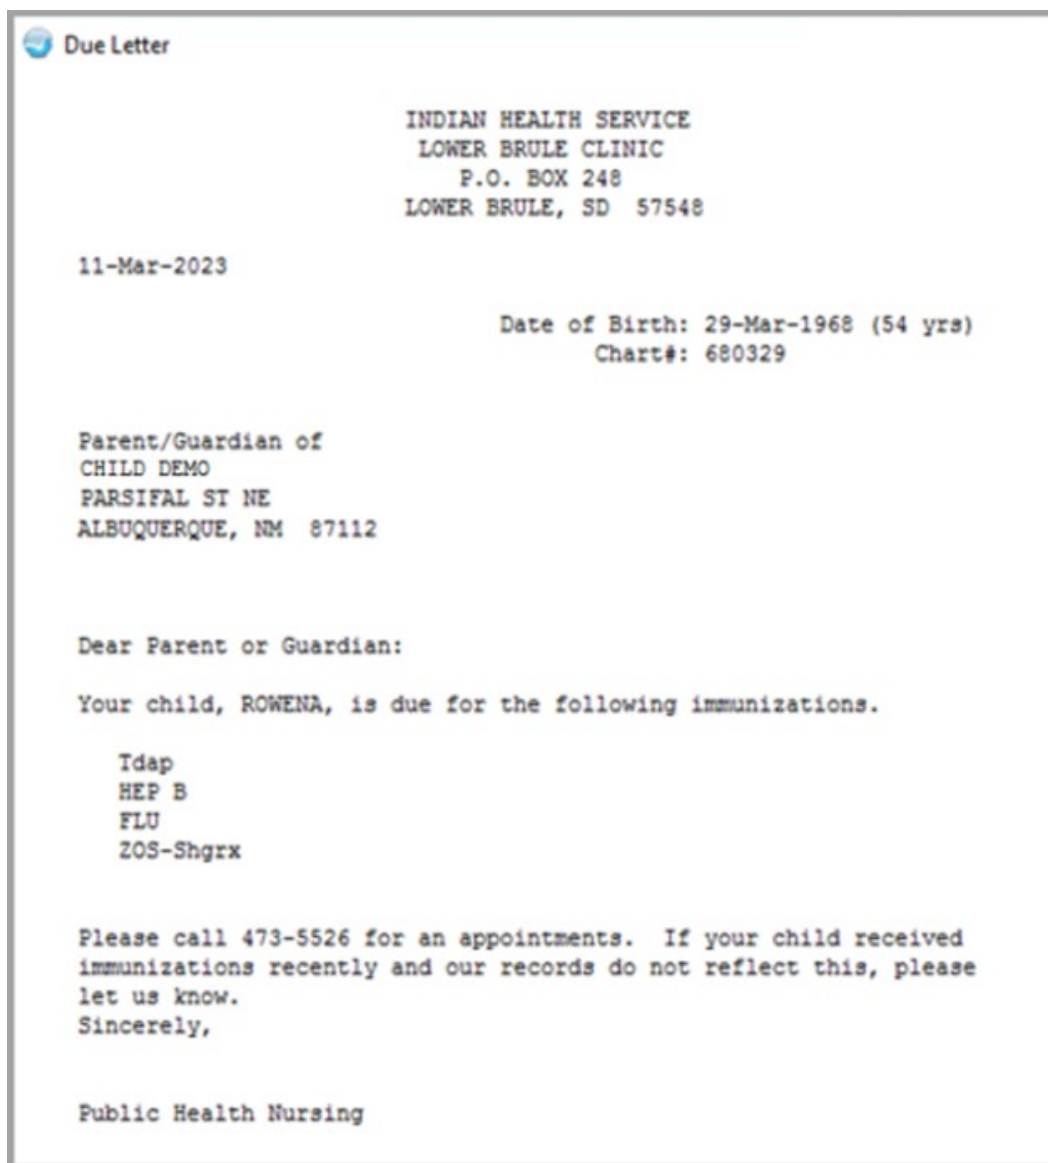 Due Letter
INDIAN HEALTH SERVICE
LOWER BRULE CLINIC
P.O. BOX 248
LOWER BRULE, SD 57548
11-Mar-2023
Date of Birth: 29-Mar-1968 (54 yrs)
Chart#: 680329
Parent/Guardian of
CHILD DEMO
PARSIFAL ST NE
ALBUQUERQUE, NM 87112
Dear Parent or Guardian:
Your child, ROWENA, is due for the following immunizations.
Tdap
HEP B
FLU
ZOS-Shgrx
Please call 473-5526 for an appointments. If your child received
immunizations recently and our records do not reflect this, please
let us know.
Sincerely,
Public Health Nursing